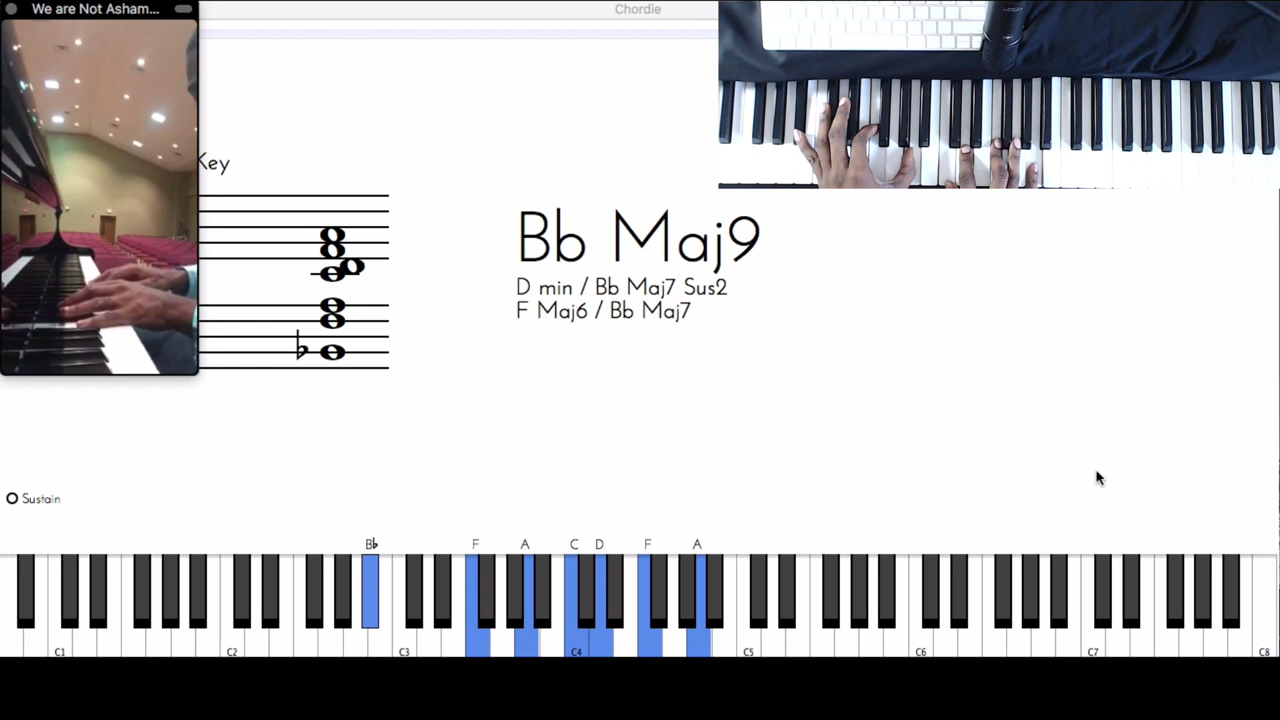 We are Not Asham...
Chordie
Key
Bb Maj9
D min / Bb Maj7 Sus2
F Maj6 / Bb Maj7
Sustain
B♭ F A C D F A
C1 C2 C3 C4 C5 C6 C7 C8